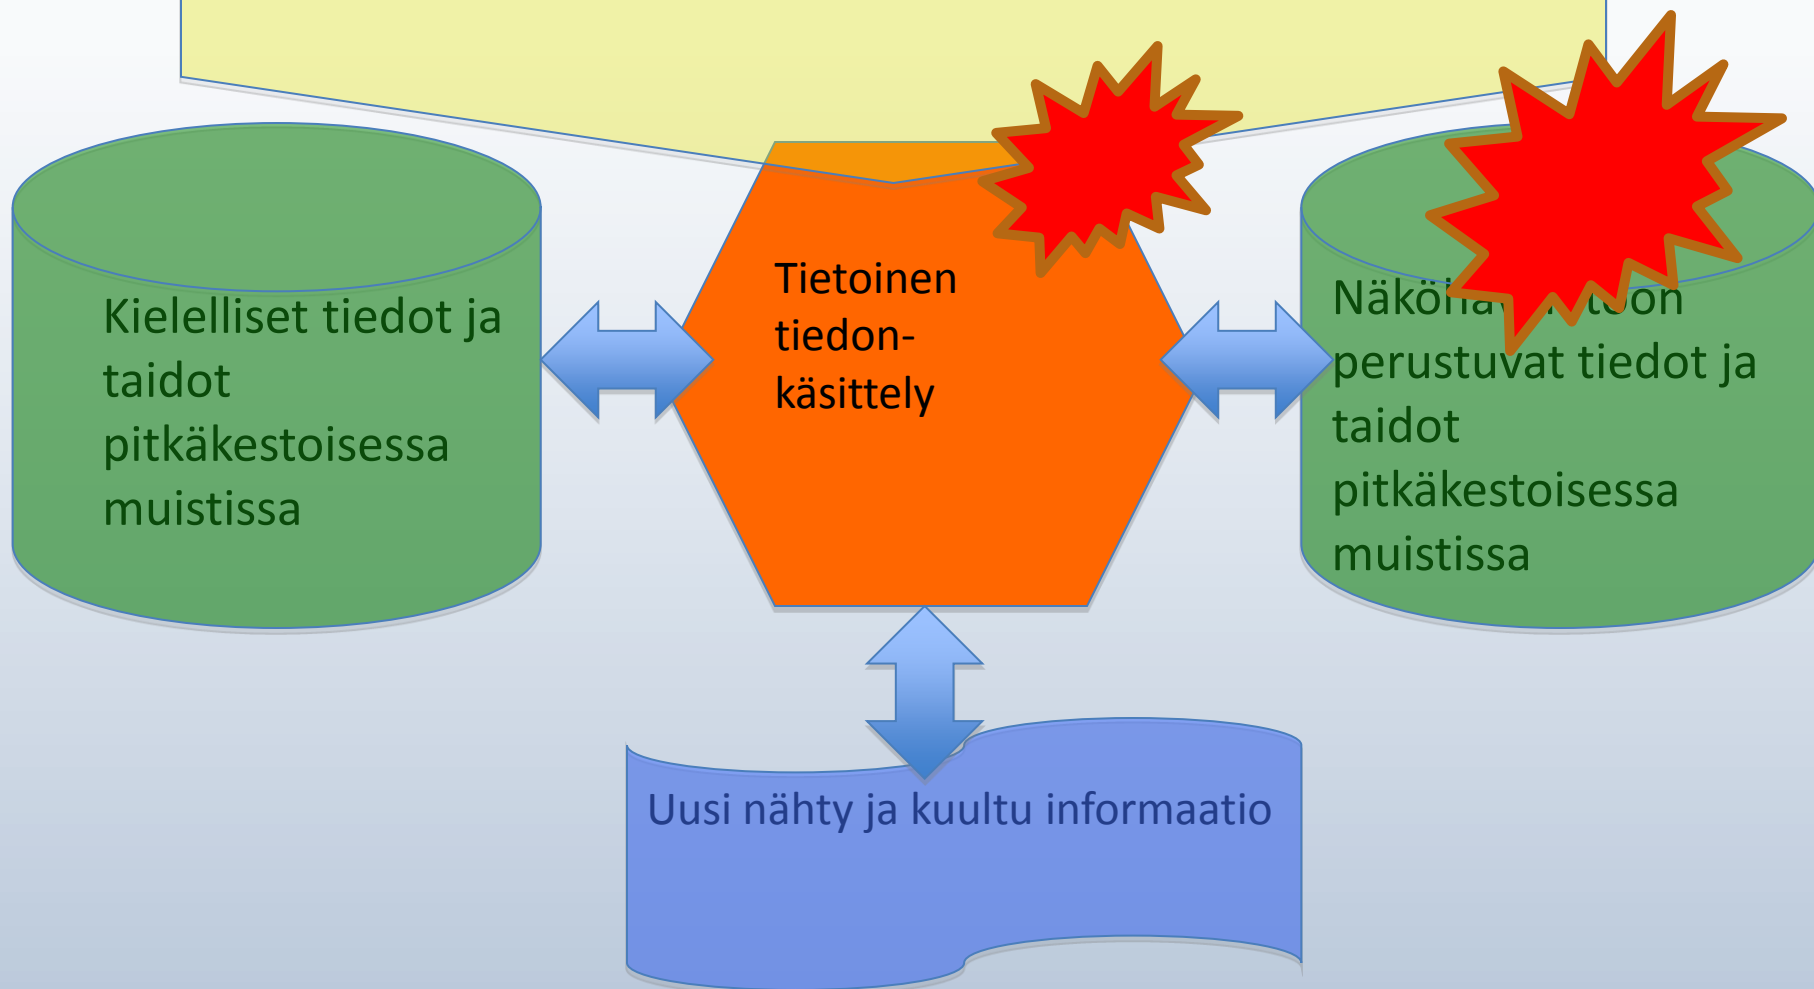 Kielelliset tiedot ja
taidot
pitkäkestoisessa
muistissa
Tietoinen
tiedon-
käsittely
perustuvat tiedot ja
taidot
pitkäkestoisessa
muistissa
Uusi nähty ja kuultu informaatio